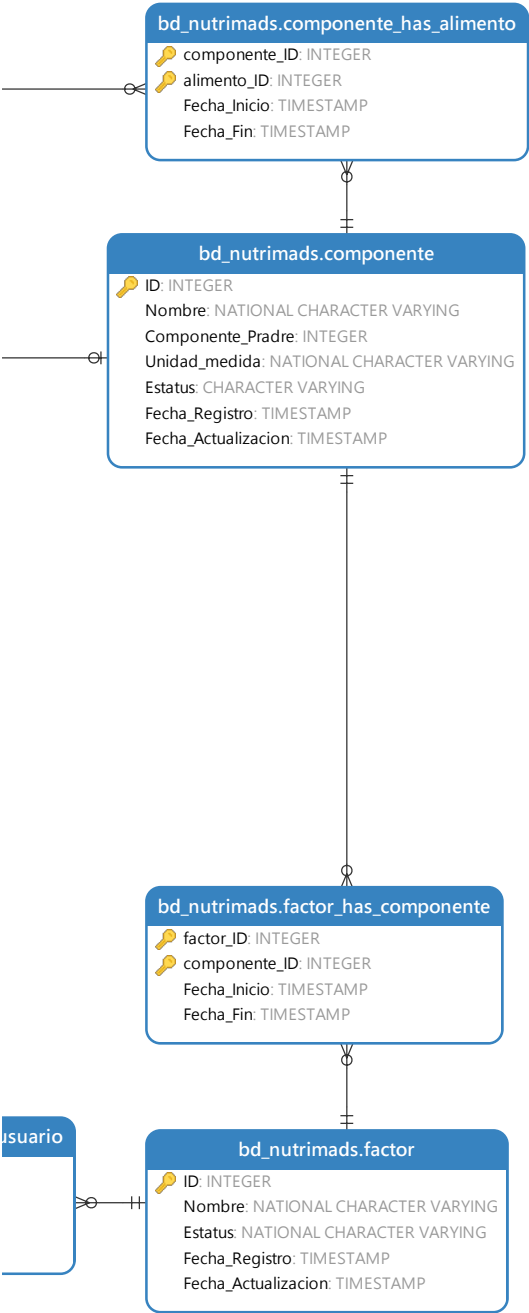 bd_nutrimads.componente_has_alimento
componente_ID: INTEGER
alimento_ID: INTEGER
Fecha_Inicio: TIMESTAMP
Fecha_Fin: TIMESTAMP
bd_nutrimads.componente
ID: INTEGER
Nombre: NATIONAL CHARACTER VARYING
Componente_Pradre: INTEGER
Unidad_medida: NATIONAL CHARACTER VARYING
Estatus: CHARACTER VARYING
Fecha_Registro: TIMESTAMP
Fecha_Actualizacion: TIMESTAMP
bd_nutrimads.factor_has_componente
factor_ID: INTEGER
componente_ID: INTEGER
Fecha_Inicio: TIMESTAMP
Fecha_Fin: TIMESTAMP
usuario
bd_nutrimads.factor
ID: INTEGER
Nombre: NATIONAL CHARACTER VARYING
Estatus: NATIONAL CHARACTER VARYING
Fecha_Registro: TIMESTAMP
Fecha_Actualizacion: TIMESTAMP